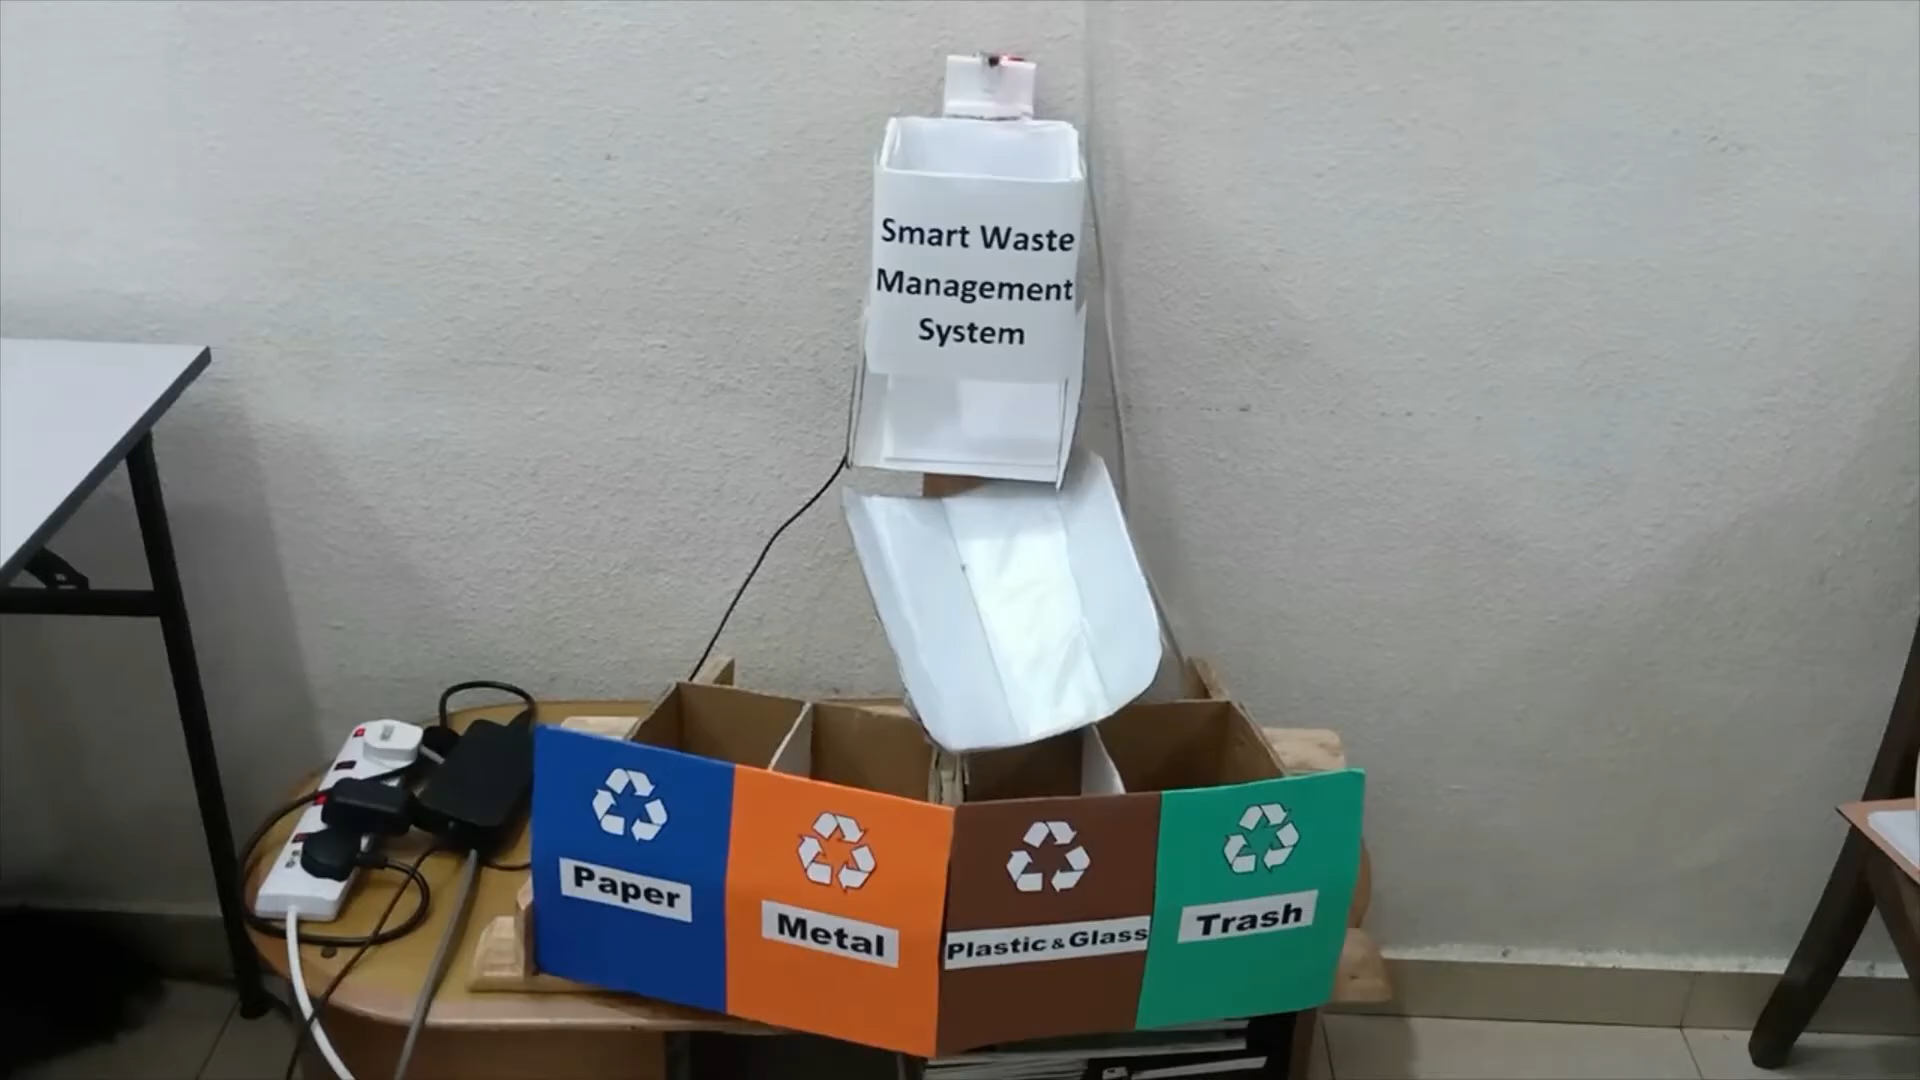 Smart Waste
Management
System
Paper
Metal
Plastic & Glass
Trash